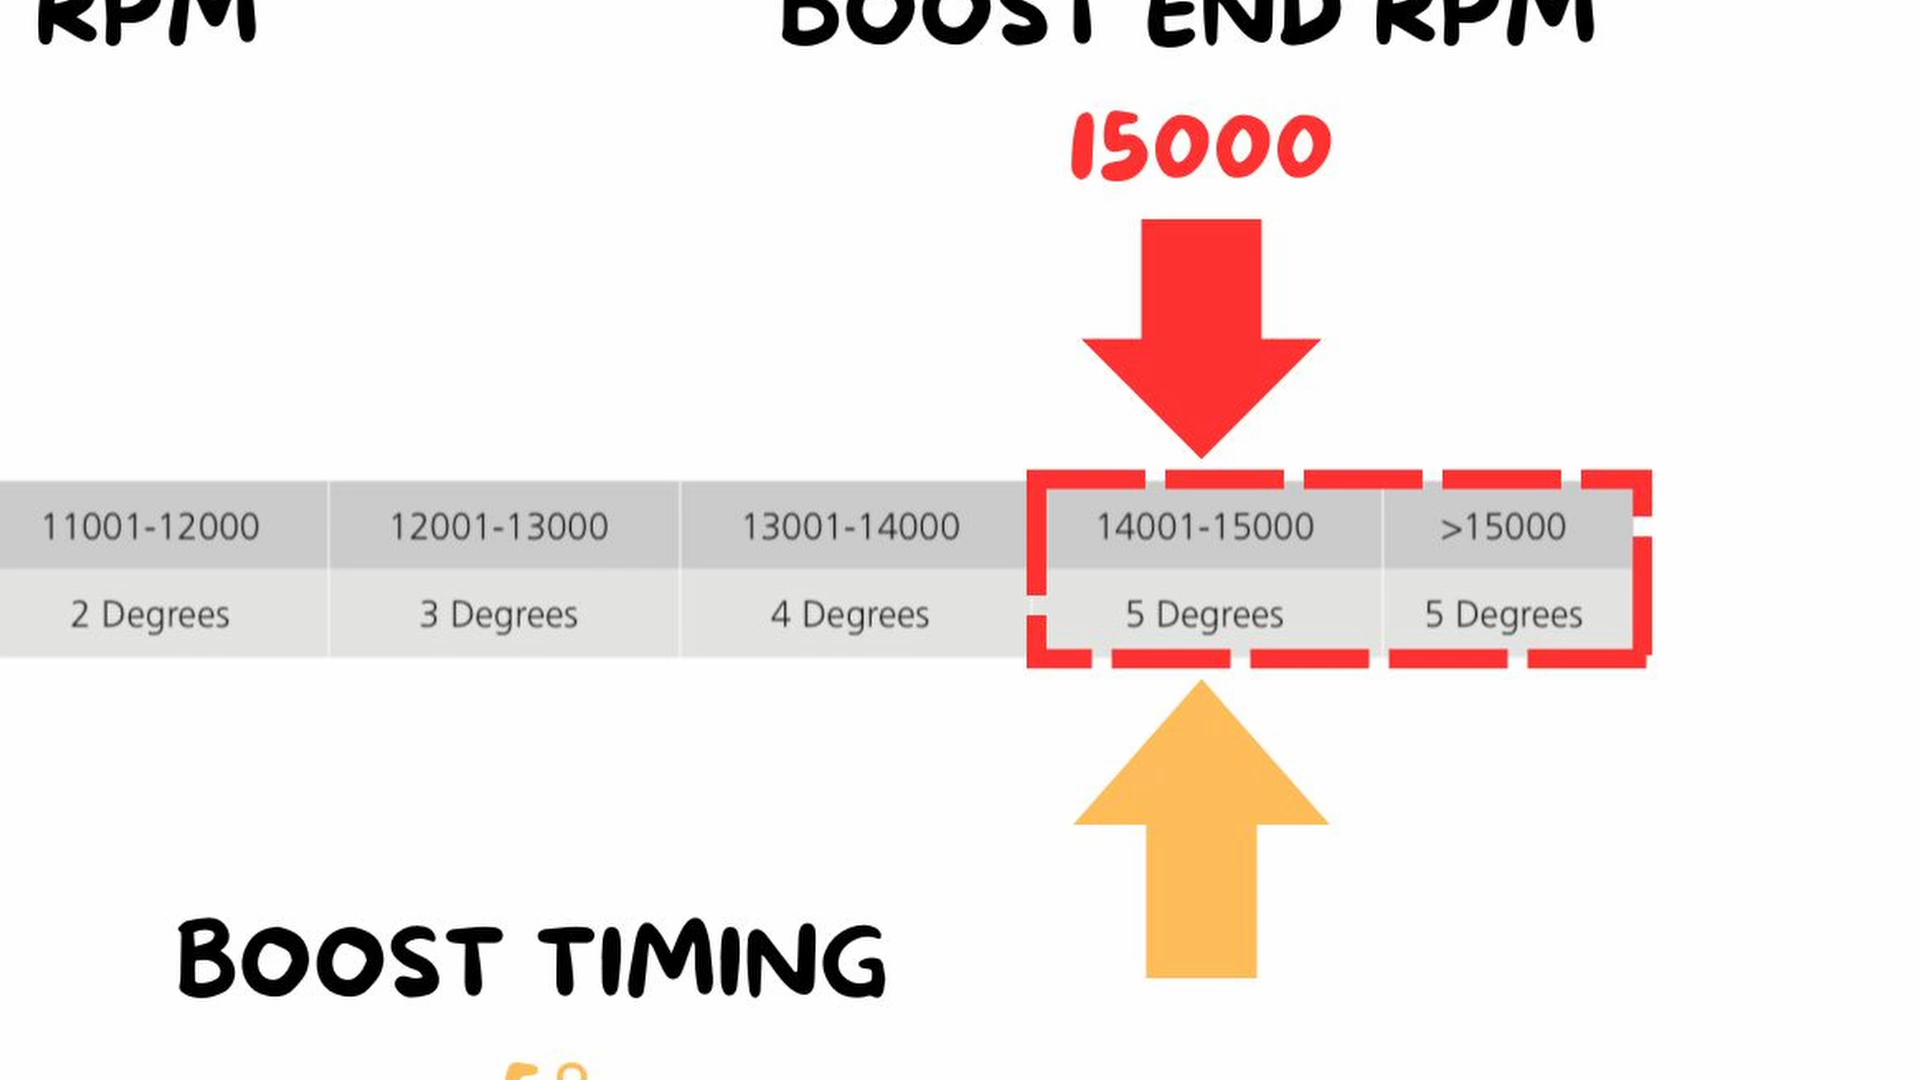 RPM BOOST END RPM
15000
11001-12000 12001-13000 13001-14000 14001-15000 >15000
2 Degrees 3 Degrees 4 Degrees 5 Degrees 5 Degrees
BOOST TIMING